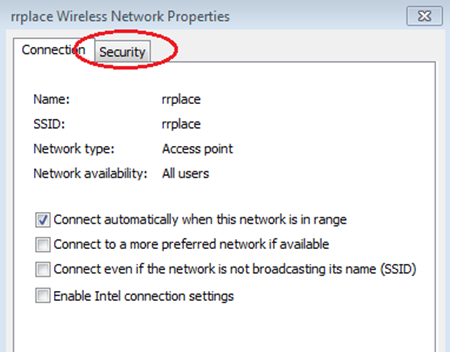 rrplace Wireless Network Properties
Connection Security
Name: rrplace
SSID: rrplace
Network type: Access point
Network availability: All users
Connect automatically when this network is in range
Connect to a more preferred network if available
Connect even if the network is not broadcasting its name (SSID)
Enable Intel connection settings